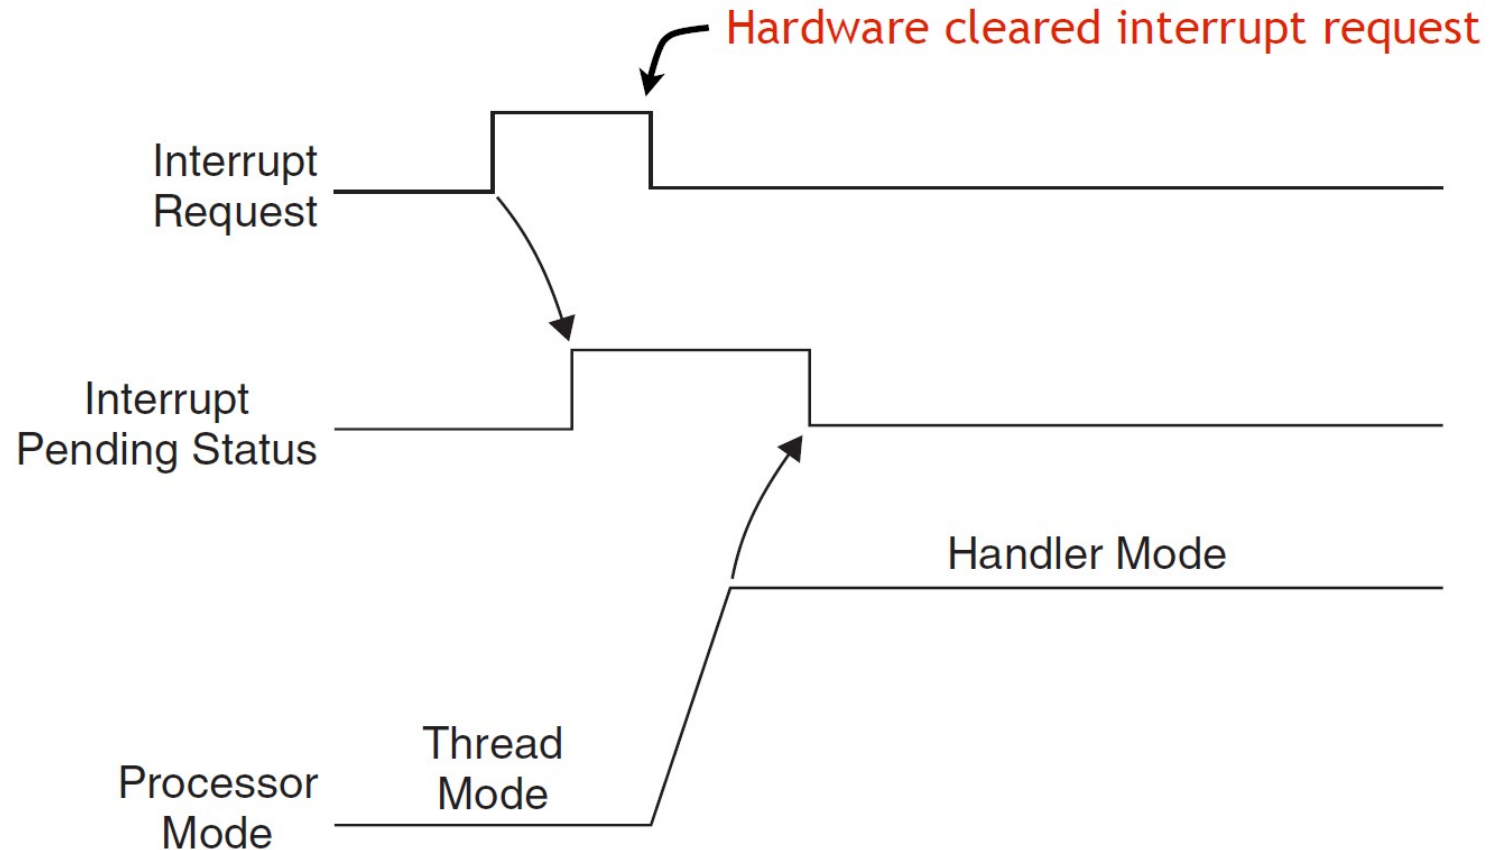 Hardware cleared interrupt request
Interrupt
Request
Interrupt
Pending Status
Handler Mode
Thread
Mode
Processor
Mode